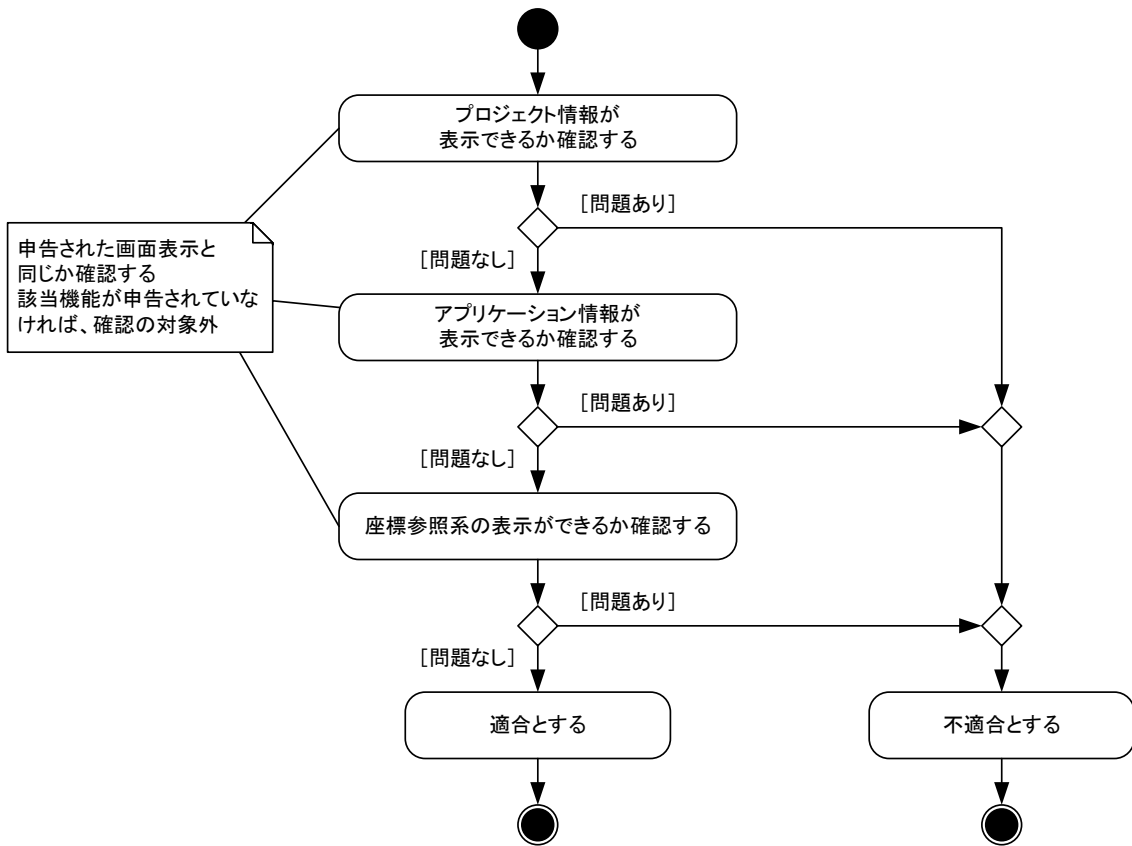 プロジェクト情報が
表示できるか確認する
[問題あり]
申告された画面表示と
同じか確認する
該当機能が申告されていな
ければ、確認の対象外
[問題なし]
アプリケーション情報が
表示できるか確認する
[問題あり]
[問題なし]
座標参照系の表示ができるか確認する
[問題あり]
[問題なし]
適合とする
不適合とする